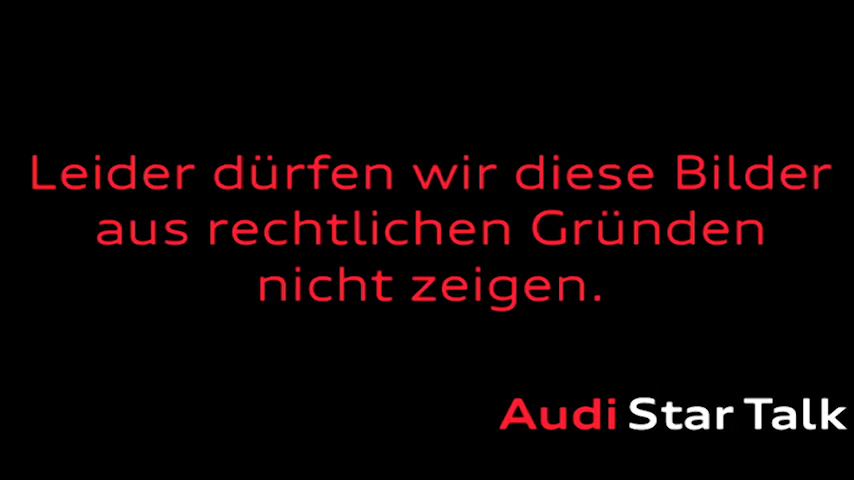 Leider dürfen wir diese Bilder
aus rechtlichen Gründen
nicht zeigen.
Audi Star Talk